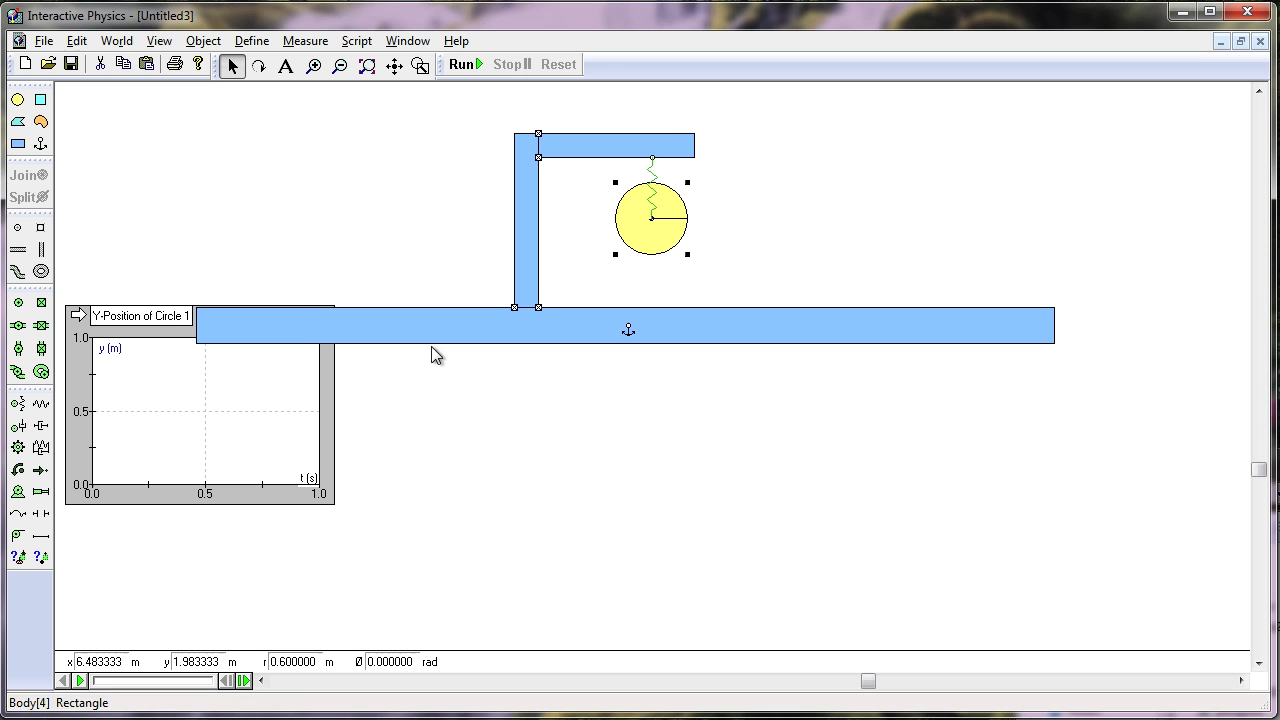 Interactive Physics - [Untitled3]
File Edit World View Object Define Measure Script Window Help
A Run Stop Reset
Join
Split
Y-Position of Circle 1
1.0
y (m)
0.5
0.0
t (s)
0.0 0.5 1.0
x 6.483333 m y 1.983333 m r 0.600000 m Ø 0.000000 rad
Body[4] Rectangle